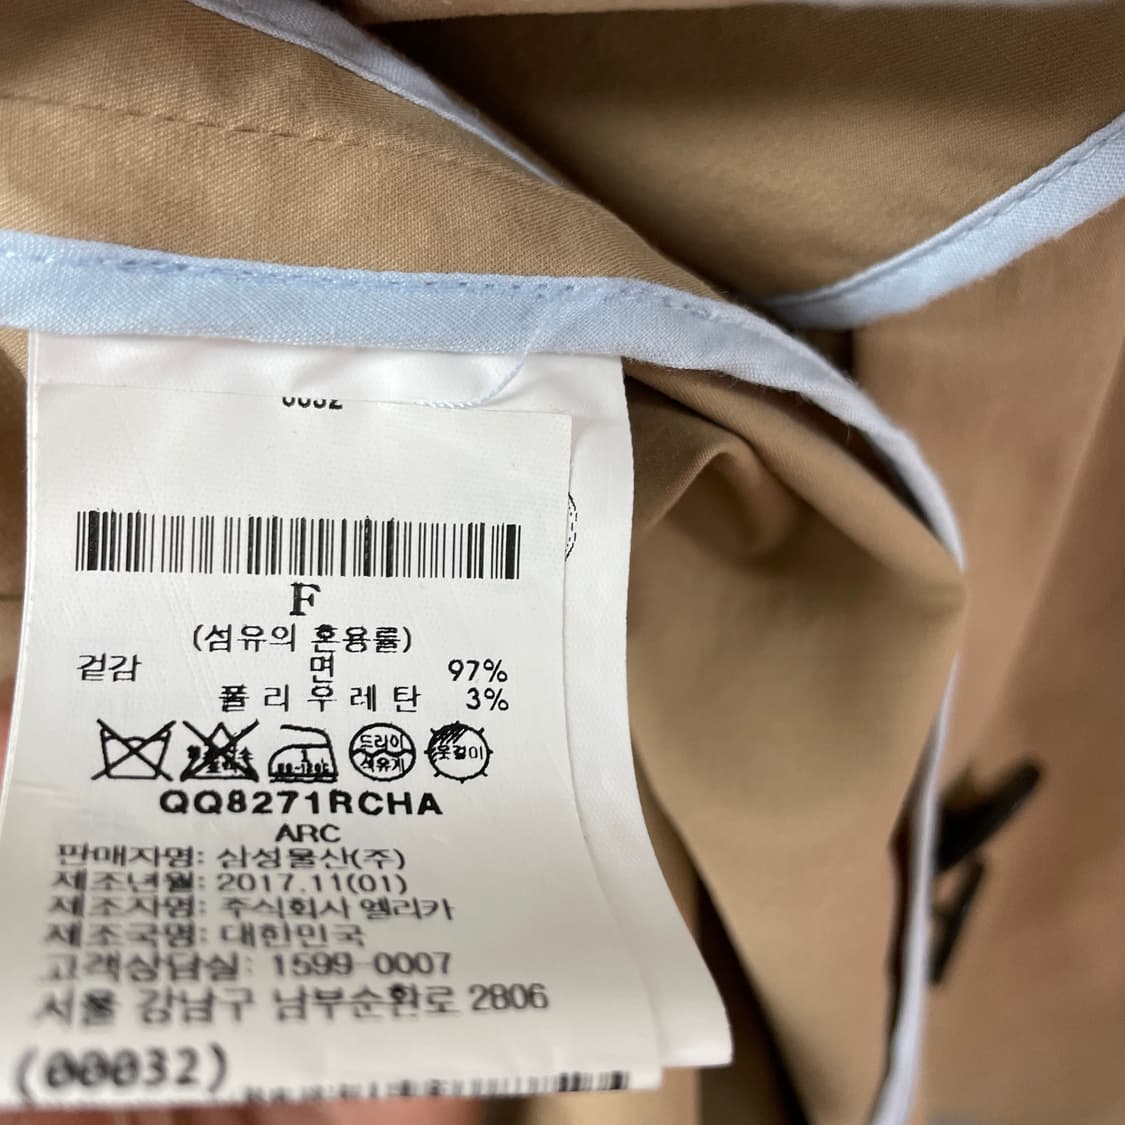 F
(섬유의 혼용률)
겉감 면 97%
폴리우레탄 3%
드라이
석유계
옷걸이
QQ8271RCHA
ARC
판매자명: 삼성물산(주)
제조년월: 2017.11(01)
제조자명: 주식회사 엘리카
제조국명: 대한민국
고객상담실: 1599-0007
서울 강남구 남부순환로 2806
(00032)